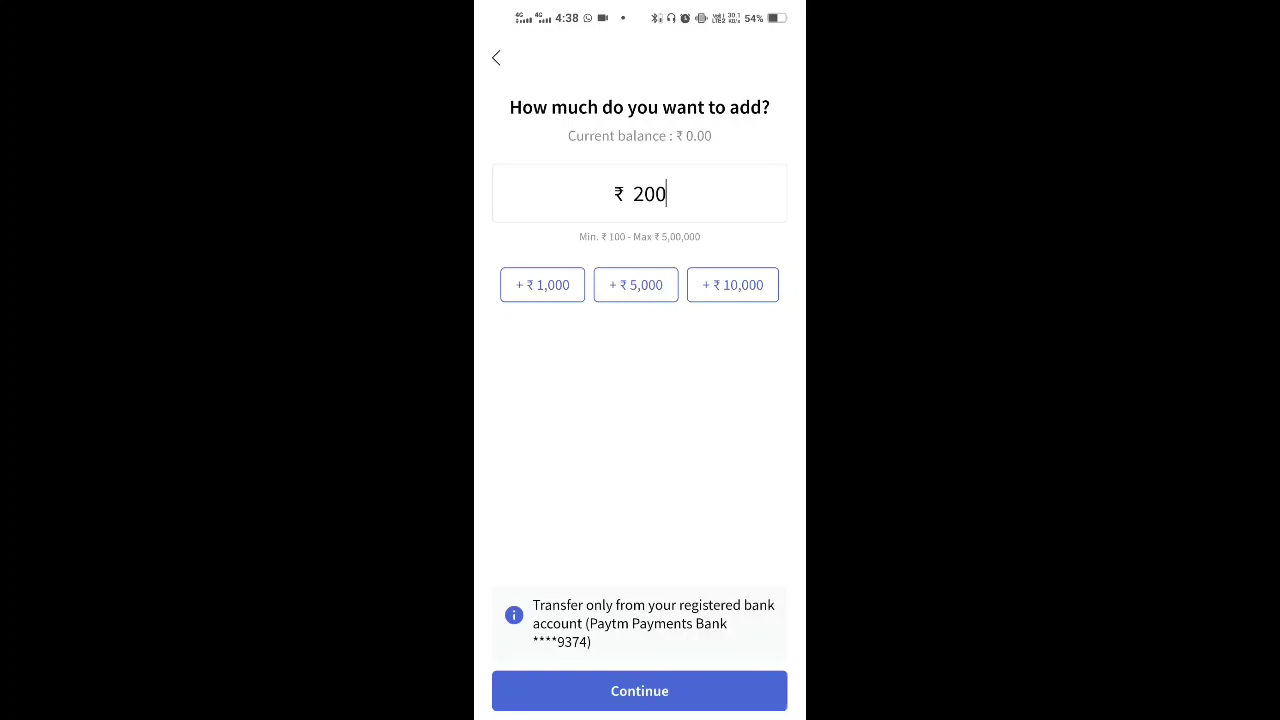 4G 4G 4:38 54%
How much do you want to add?
Current balance : ₹ 0.00
₹ 200
Min. ₹ 100 - Max ₹ 5,00,000
+ ₹ 1,000 + ₹ 5,000 + ₹ 10,000
Transfer only from your registered bank
account (Paytm Payments Bank
****9374)
Continue